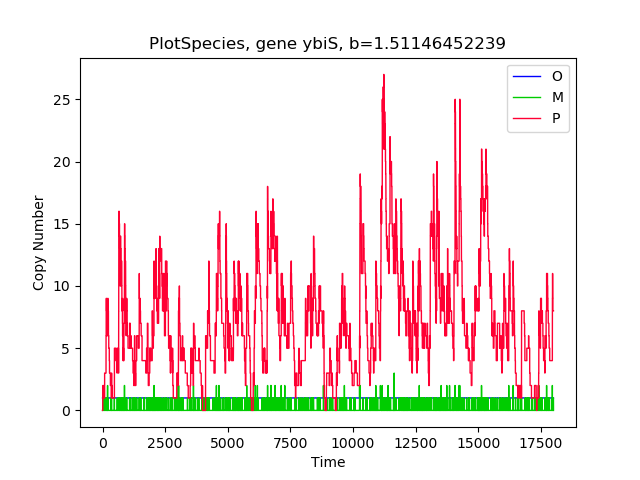 PlotSpecies, gene ybiS, b=1.51146452239
O
M
P
25
20
15
10
5
0
Copy Number
0 2500 5000 7500 10000 12500 15000 17500
Time